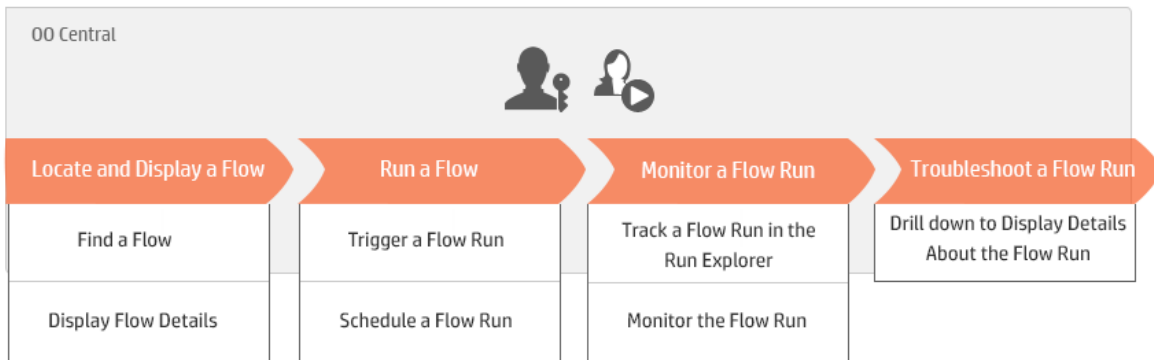 OO Central
Locate and Display a Flow
Run a Flow
Monitor a Flow Run
Troubleshoot a Flow Run
Find a Flow
Trigger a Flow Run
Track a Flow Run in the
Run Explorer
Drill down to Display Details
About the Flow Run
Display Flow Details
Schedule a Flow Run
Monitor the Flow Run